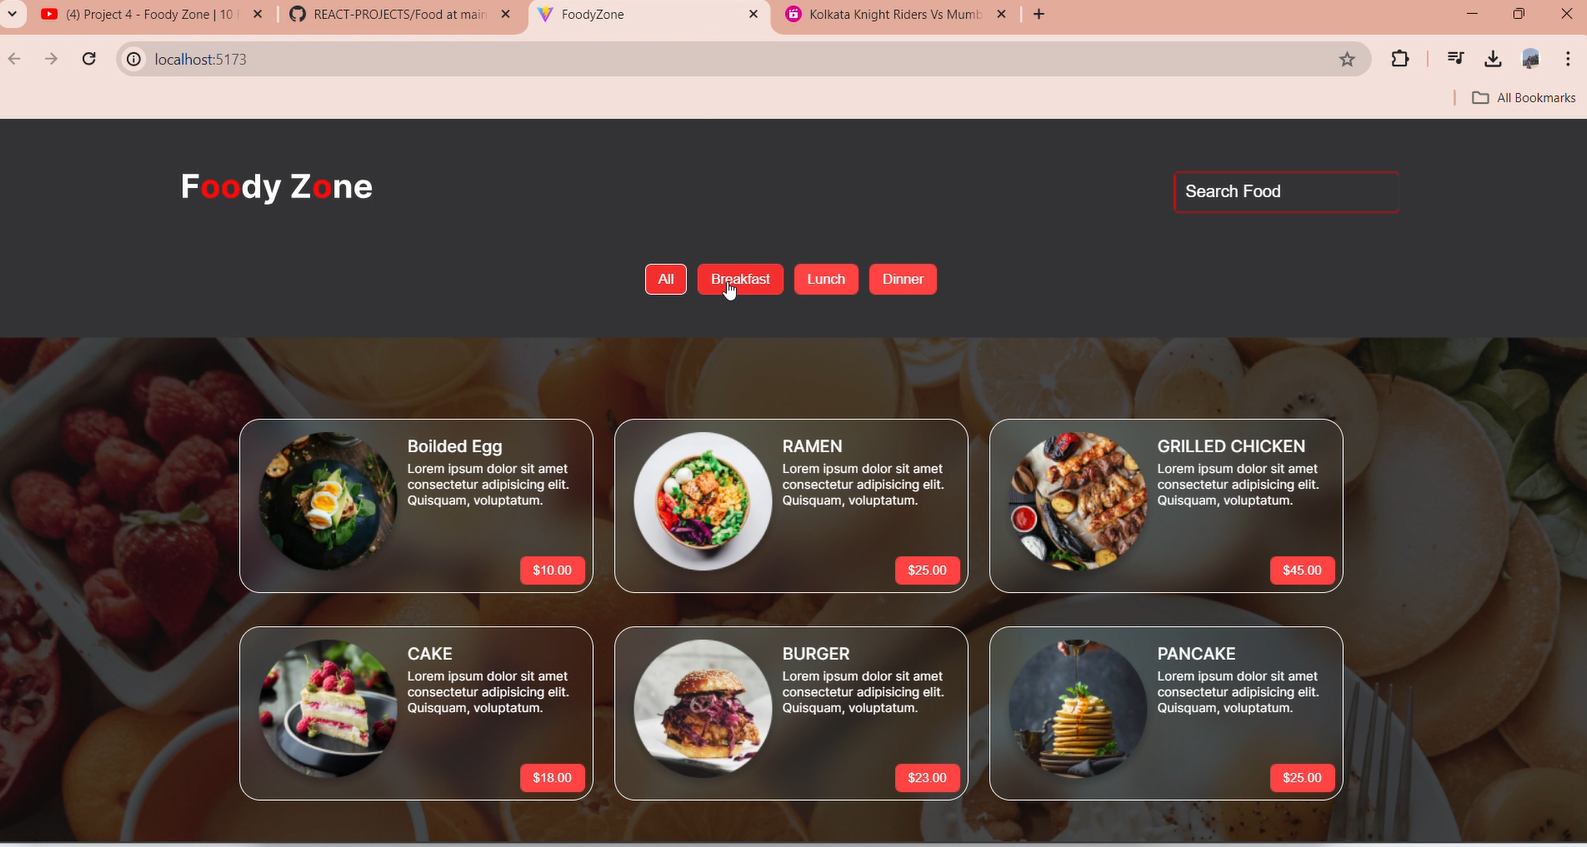 (4) Project 4 - Foody Zone | 10
REACT-PROJECTS/Food at main
FoodyZone
Kolkata Knight Riders Vs Mumb
localhost:5173
All Bookmarks
Foody Zone
Search Food
All
Breakfast
Lunch
Dinner
Boilded Egg
Lorem ipsum dolor sit amet
consectetur adipisicing elit.
Quisquam, voluptatum.
$10.00
RAMEN
Lorem ipsum dolor sit amet
consectetur adipisicing elit.
Quisquam, voluptatum.
$25.00
GRILLED CHICKEN
Lorem ipsum dolor sit amet
consectetur adipisicing elit.
Quisquam, voluptatum.
$45.00
CAKE
Lorem ipsum dolor sit amet
consectetur adipisicing elit.
Quisquam, voluptatum.
$18.00
BURGER
Lorem ipsum dolor sit amet
consectetur adipisicing elit.
Quisquam, voluptatum.
$23.00
PANCAKE
Lorem ipsum dolor sit amet
consectetur adipisicing elit.
Quisquam, voluptatum.
$25.00